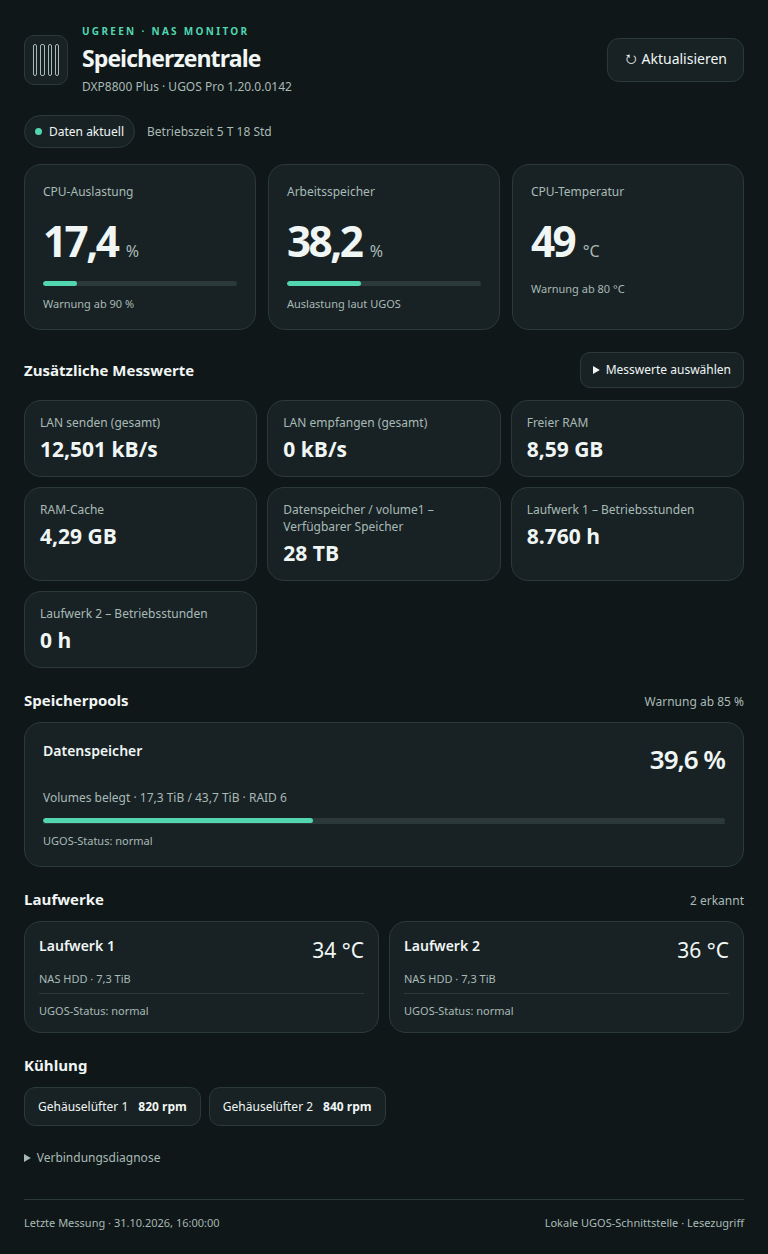 UGREEN · NAS MONITOR
Speicherzentrale
DXP8800 Plus · UGOS Pro 1.20.0.0142
↻ Aktualisieren
Daten aktuell
Betriebszeit 5 T 18 Std
CPU-Auslastung
17,4 %
Warnung ab 90 %
Arbeitsspeicher
38,2 %
Auslastung laut UGOS
CPU-Temperatur
49 °C
Warnung ab 80 °C
Zusätzliche Messwerte
▶ Messwerte auswählen
LAN senden (gesamt)
12,501 kB/s
LAN empfangen (gesamt)
0 kB/s
Freier RAM
8,59 GB
RAM-Cache
4,29 GB
Datenspeicher / volume1 –
Verfügbarer Speicher
28 TB
Laufwerk 1 – Betriebsstunden
8.760 h
Laufwerk 2 – Betriebsstunden
0 h
Speicherpools
Warnung ab 85 %
Datenspeicher
39,6 %
Volumes belegt · 17,3 TiB / 43,7 TiB · RAID 6
UGOS-Status: normal
Laufwerke
2 erkannt
Laufwerk 1
34 °C
NAS HDD · 7,3 TiB
UGOS-Status: normal
Laufwerk 2
36 °C
NAS HDD · 7,3 TiB
UGOS-Status: normal
Kühlung
Gehäuselüfter 1 820 rpm
Gehäuselüfter 2 840 rpm
▶ Verbindungsdiagnose
Letzte Messung · 31.10.2026, 16:00:00
Lokale UGOS-Schnittstelle · Lesezugriff